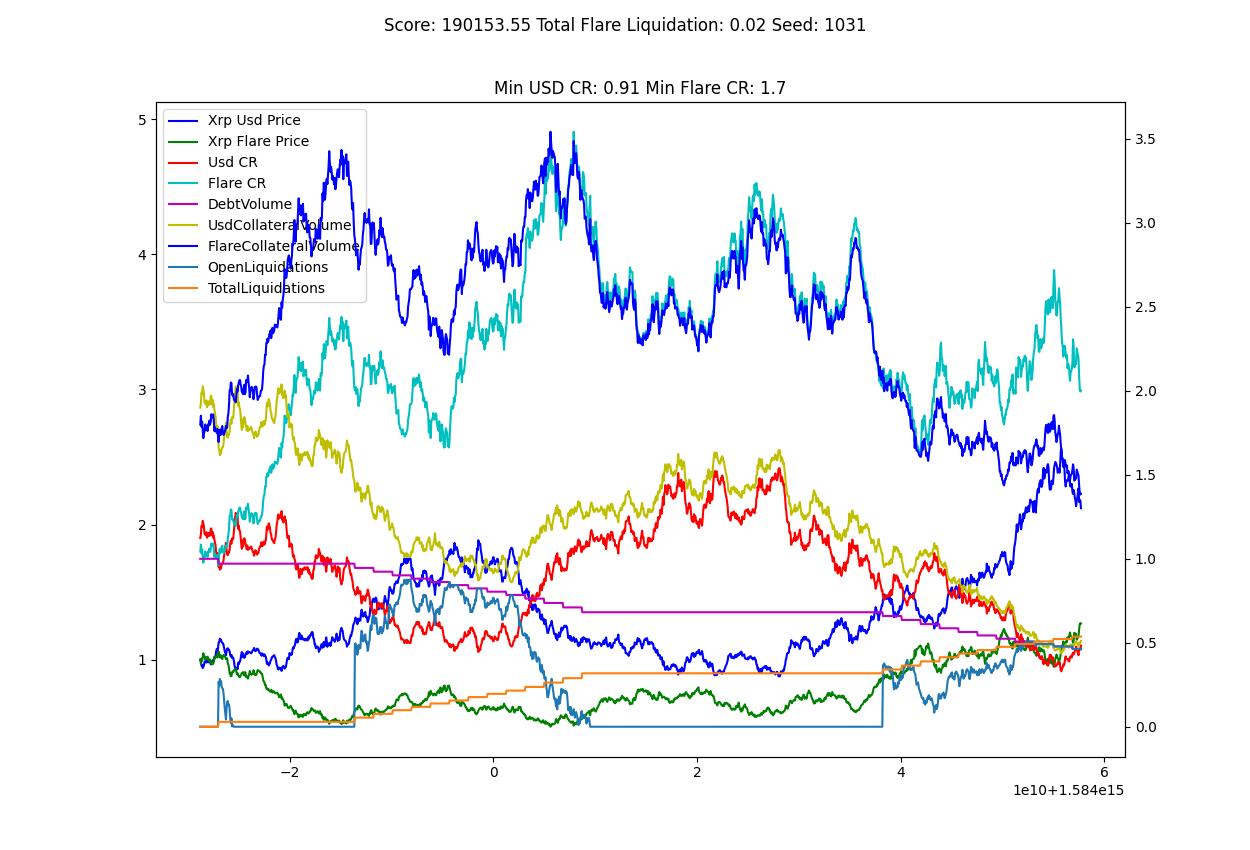 Score: 190153.55 Total Flare Liquidation: 0.02 Seed: 1031
Min USD CR: 0.91 Min Flare CR: 1.7
Xrp Usd Price
Xrp Flare Price
Usd CR
Flare CR
DebtVolume
UsdCollateralVolume
FlareCollateralVolume
OpenLiquidations
TotalLiquidations
5
4
3
2
1
3.5
3.0
2.5
2.0
1.5
1.0
0.5
0.0
−2
0
2
4
6
1e10+1.584e15